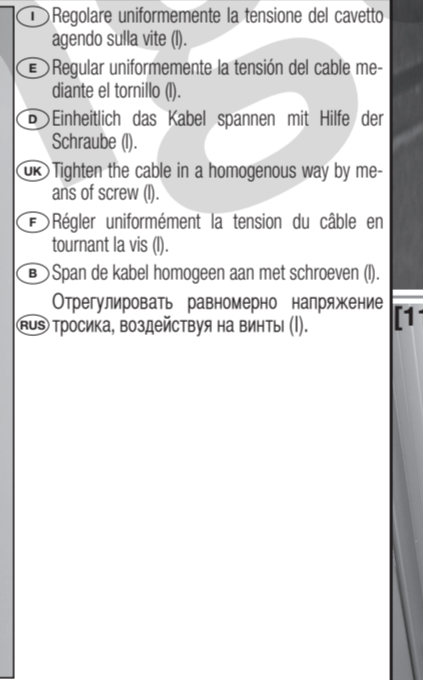 I Regolare uniformemente la tensione del cavetto
agendo sulla vite (I).
E Regular uniformemente la tensión del cable me-
diante el tornillo (I).
D Einheitlich das Kabel spannen mit Hilfe der
Schraube (I).
UK Tighten the cable in a homogenous way by me-
ans of screw (I).
F Régler uniformément la tension du câble en
tournant la vis (I).
B Span de kabel homogeen aan met schroeven (I).
Отрегулировать равномерно напряжение
RUS тросика, воздействуя на винты (I).